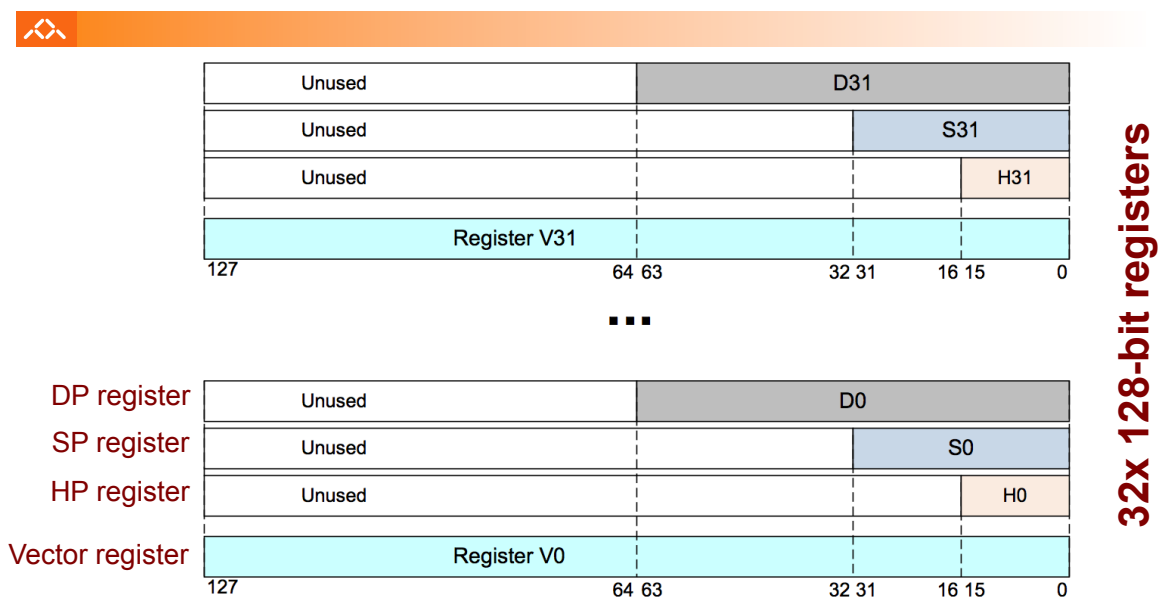 Unused D31
Unused S31
Unused H31
Register V31
127 64 63 32 31 16 15 0
...
DP register Unused D0
SP register Unused S0
HP register Unused H0
Vector register Register V0
127 64 63 32 31 16 15 0
32x 128-bit registers